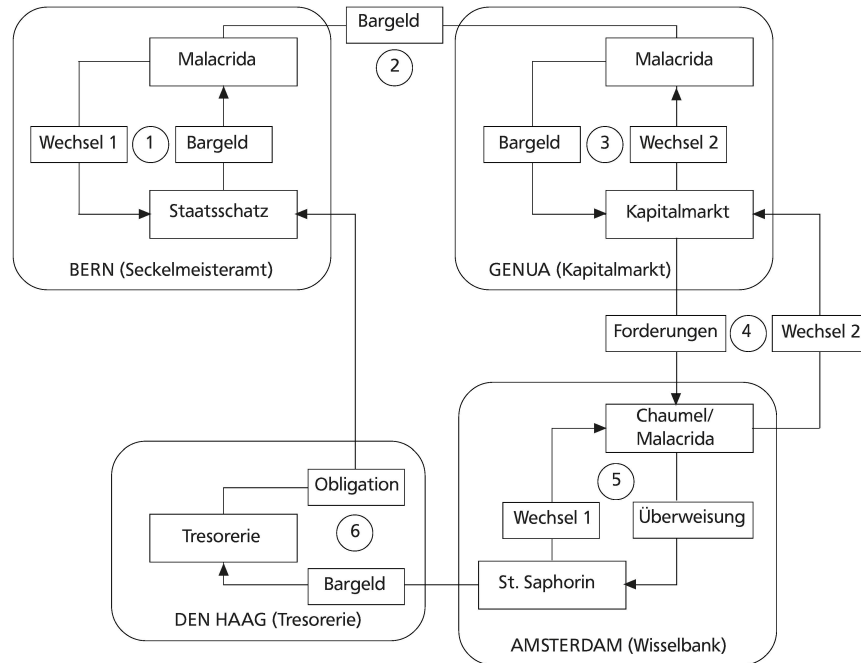 Bargeld
2
Malacrida
Wechsel 1
1
Bargeld
Staatsschatz
BERN (Seckelmeisteramt)
Malacrida
Bargeld
3
Wechsel 2
Kapitalmarkt
GENUA (Kapitalmarkt)
Forderungen
4
Wechsel 2
Chaumel/
Malacrida
5
Wechsel 1
Überweisung
St. Saphorin
AMSTERDAM (Wisselbank)
Obligation
6
Tresorerie
Bargeld
DEN HAAG (Tresorerie)